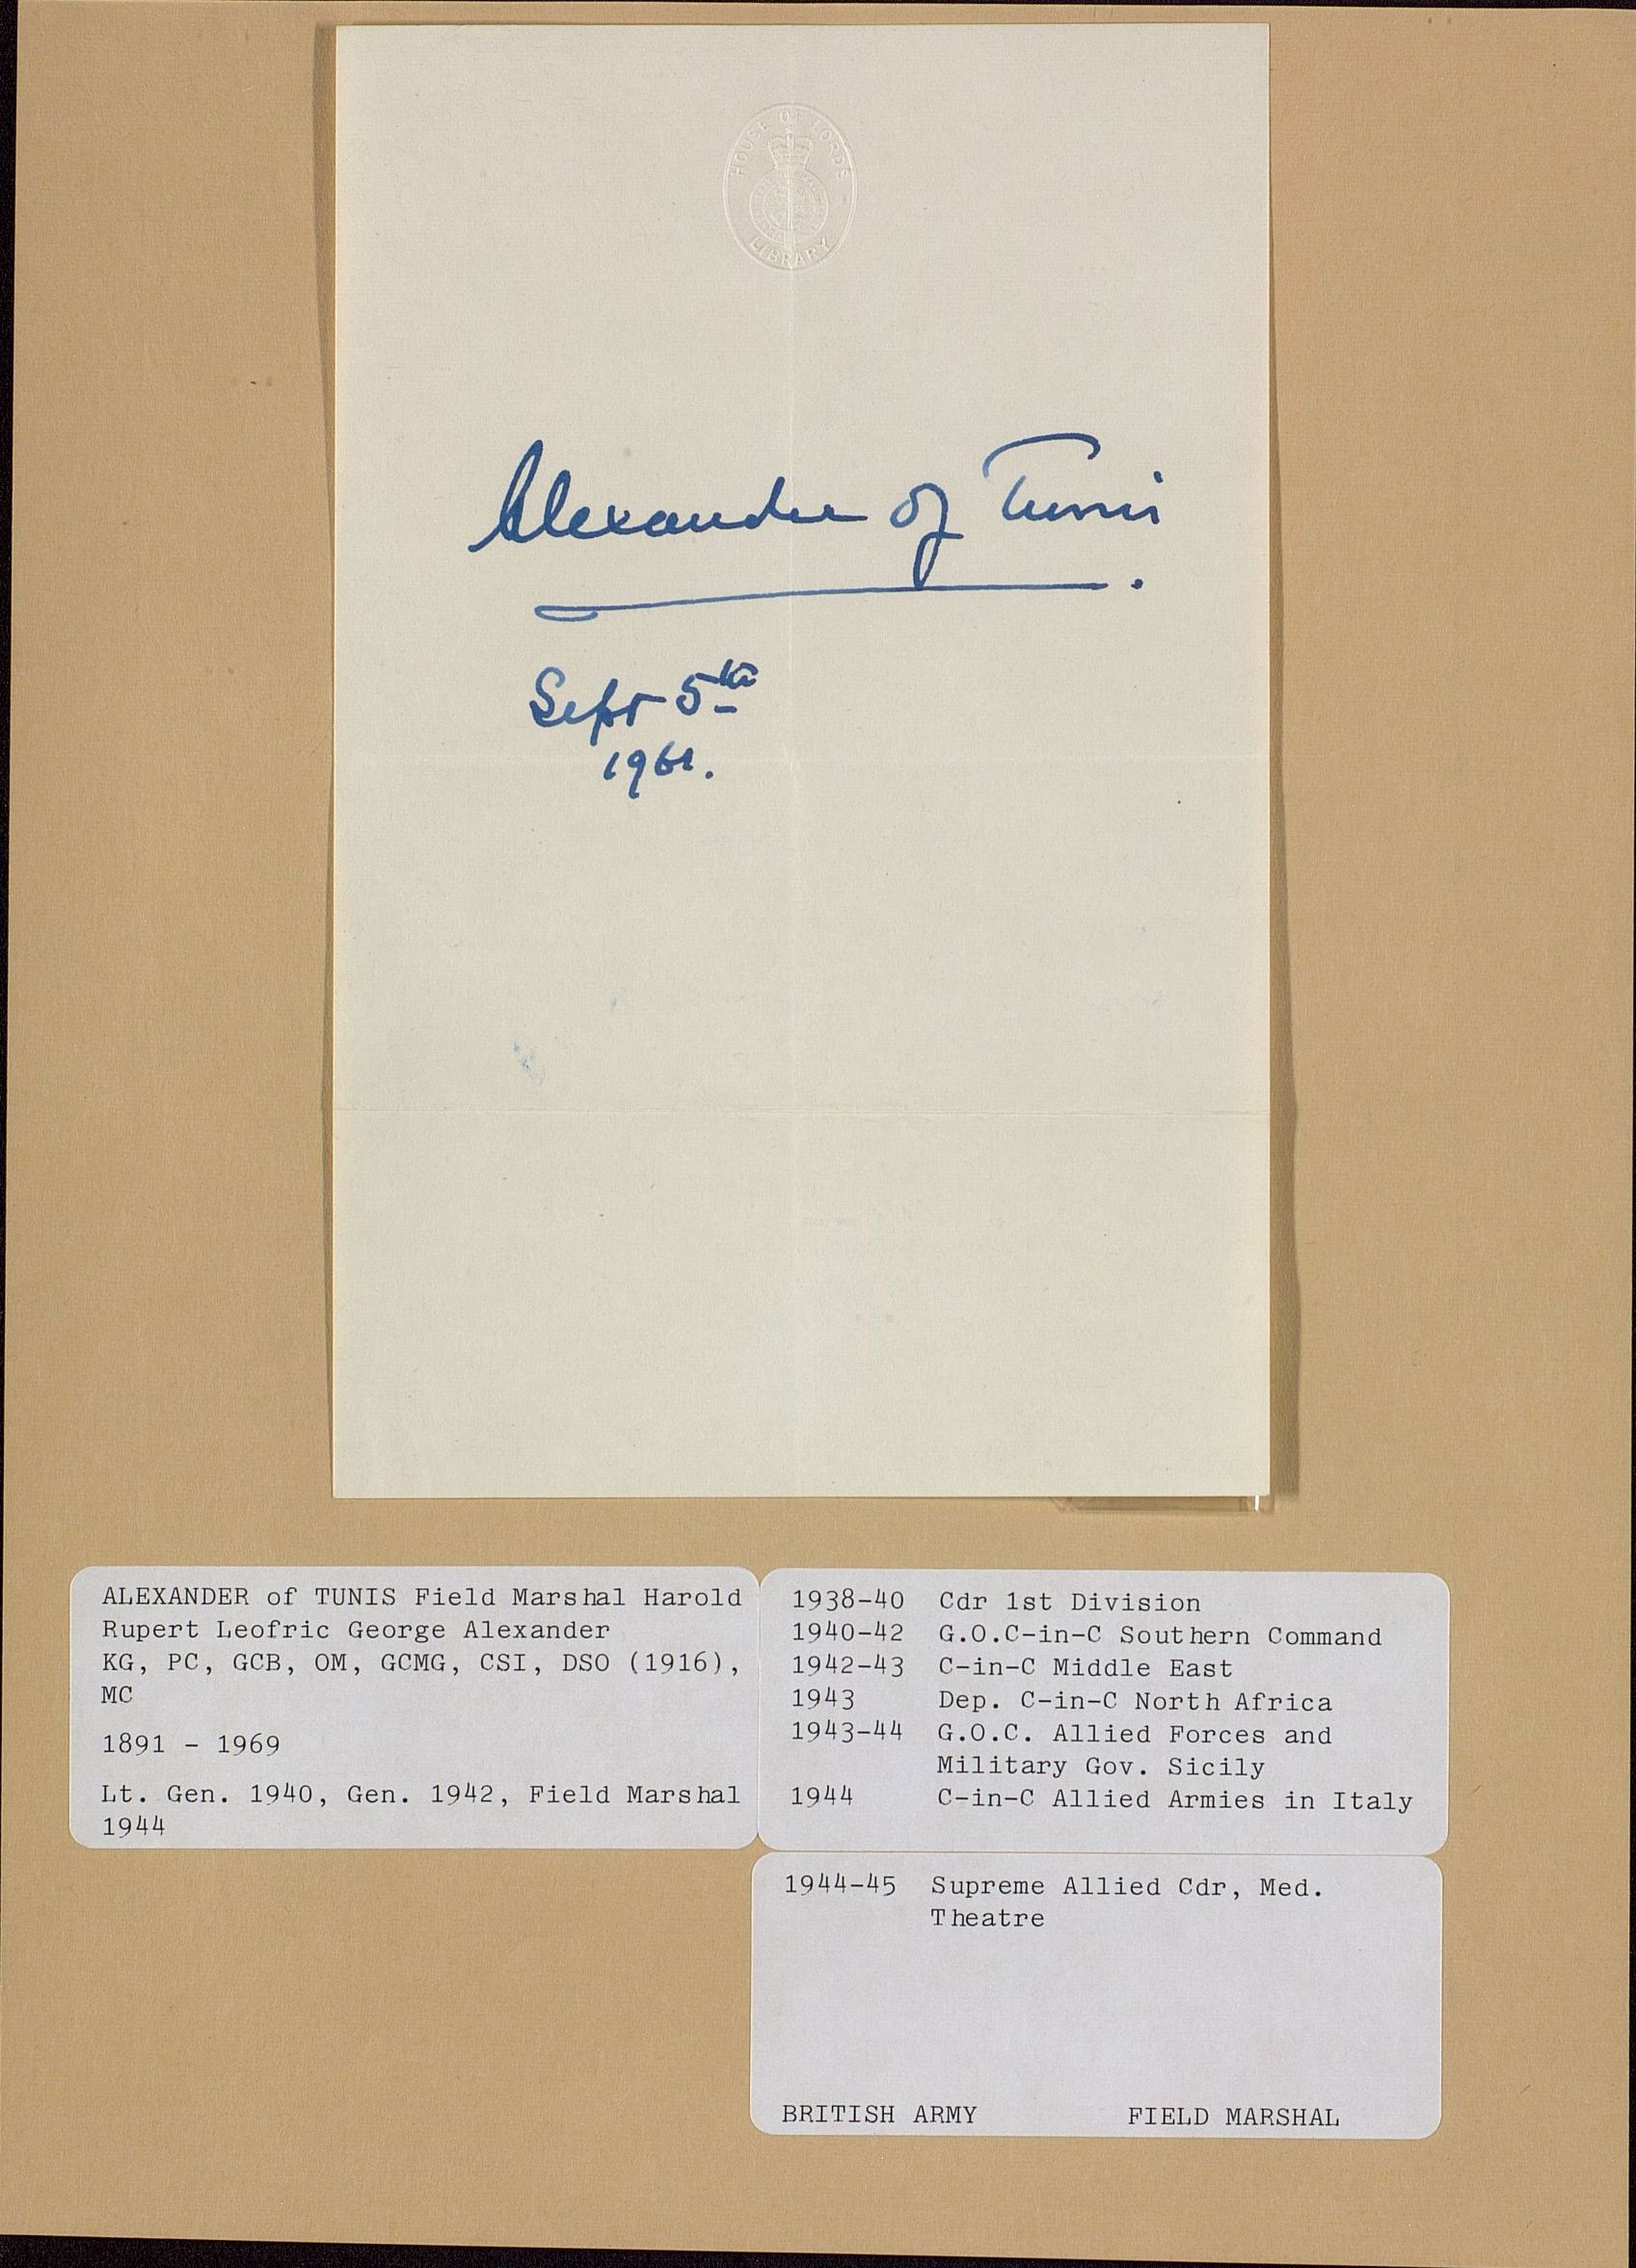 HOUSE OF LORDS
LIBRARY
Alexander of Tunis
Sept 5th
1961.
ALEXANDER of TUNIS Field Marshal Harold
Rupert Leofric George Alexander
KG, PC, GCB, OM, GCMG, CSI, DSO (1916),
MC
1891 - 1969
Lt. Gen. 1940, Gen. 1942, Field Marshal
1944
1938-40 Cdr 1st Division
1940-42 G.O.C-in-C Southern Command
1942-43 C-in-C Middle East
1943 Dep. C-in-C North Africa
1943-44 G.O.C. Allied Forces and
Military Gov. Sicily
1944 C-in-C Allied Armies in Italy
1944-45 Supreme Allied Cdr, Med.
Theatre
BRITISH ARMY FIELD MARSHAL